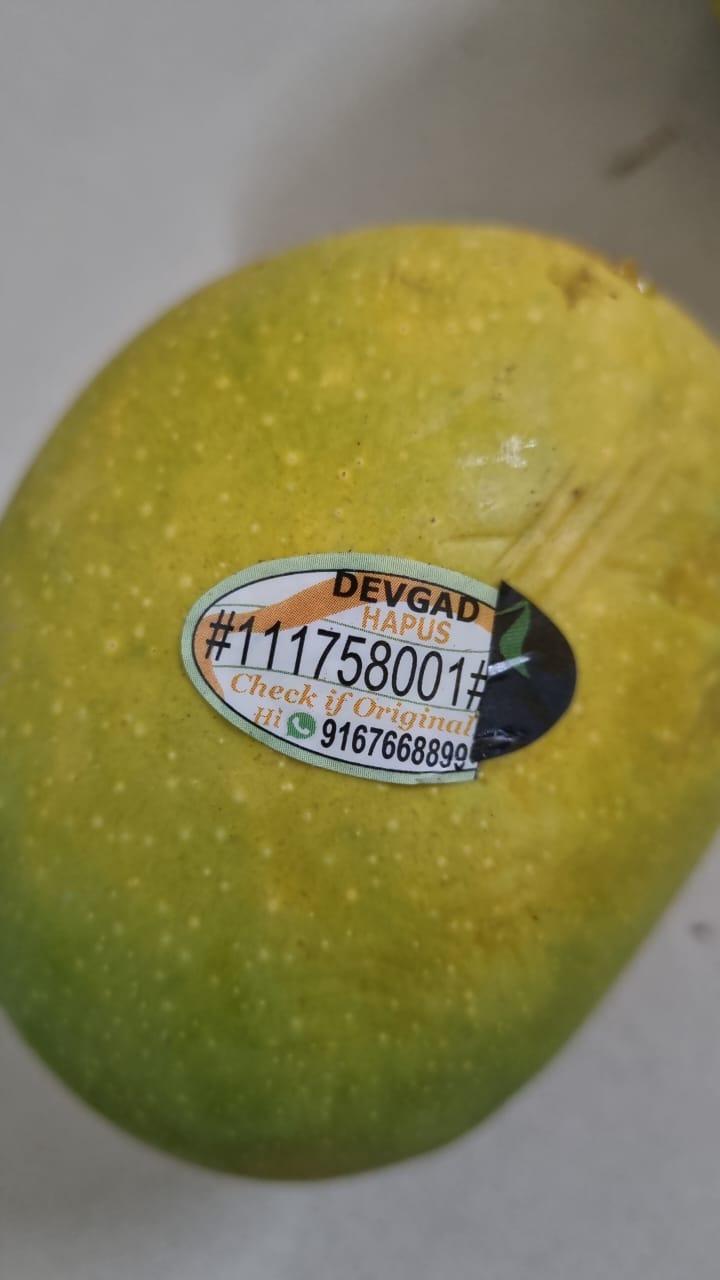 DEVGAD
HAPUS
#111758001#
Check if Original
Hi 9167668899